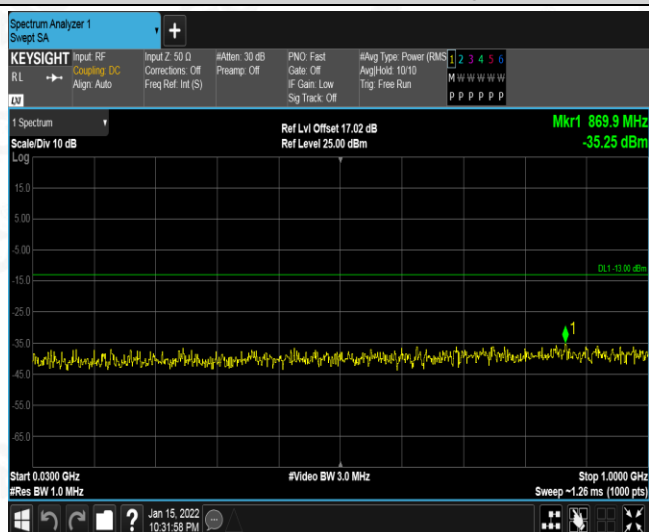 Spectrum Analyzer 1
Swept SA
+
KEYSIGHT
RL
LXI
Input: RF
Coupling: DC
Align: Auto
Input Z: 50 Ω
Corrections: Off
Freq Ref: Int (S)
#Atten: 30 dB
Preamp: Off
PNO: Fast
Gate: Off
IF Gain: Low
Sig Track: Off
#Avg Type: Power (RMS
Avg|Hold: 10/10
Trig: Free Run
1 2 3 4 5 6
M W W W W W
P P P P P P
1 Spectrum
Scale/Div 10 dB
Log
Ref Lvl Offset 17.02 dB
Ref Level 25.00 dBm
Mkr1 869.9 MHz
-35.25 dBm
15.0
5.00
-5.00
DL1 -13.00 dBm
-15.0
-25.0
1
-35.0
-45.0
-55.0
-65.0
Start 0.0300 GHz
#Res BW 1.0 MHz
#Video BW 3.0 MHz
Stop 1.0000 GHz
Sweep ~1.26 ms (1000 pts)
?
Jan 15, 2022
10:31:58 PM